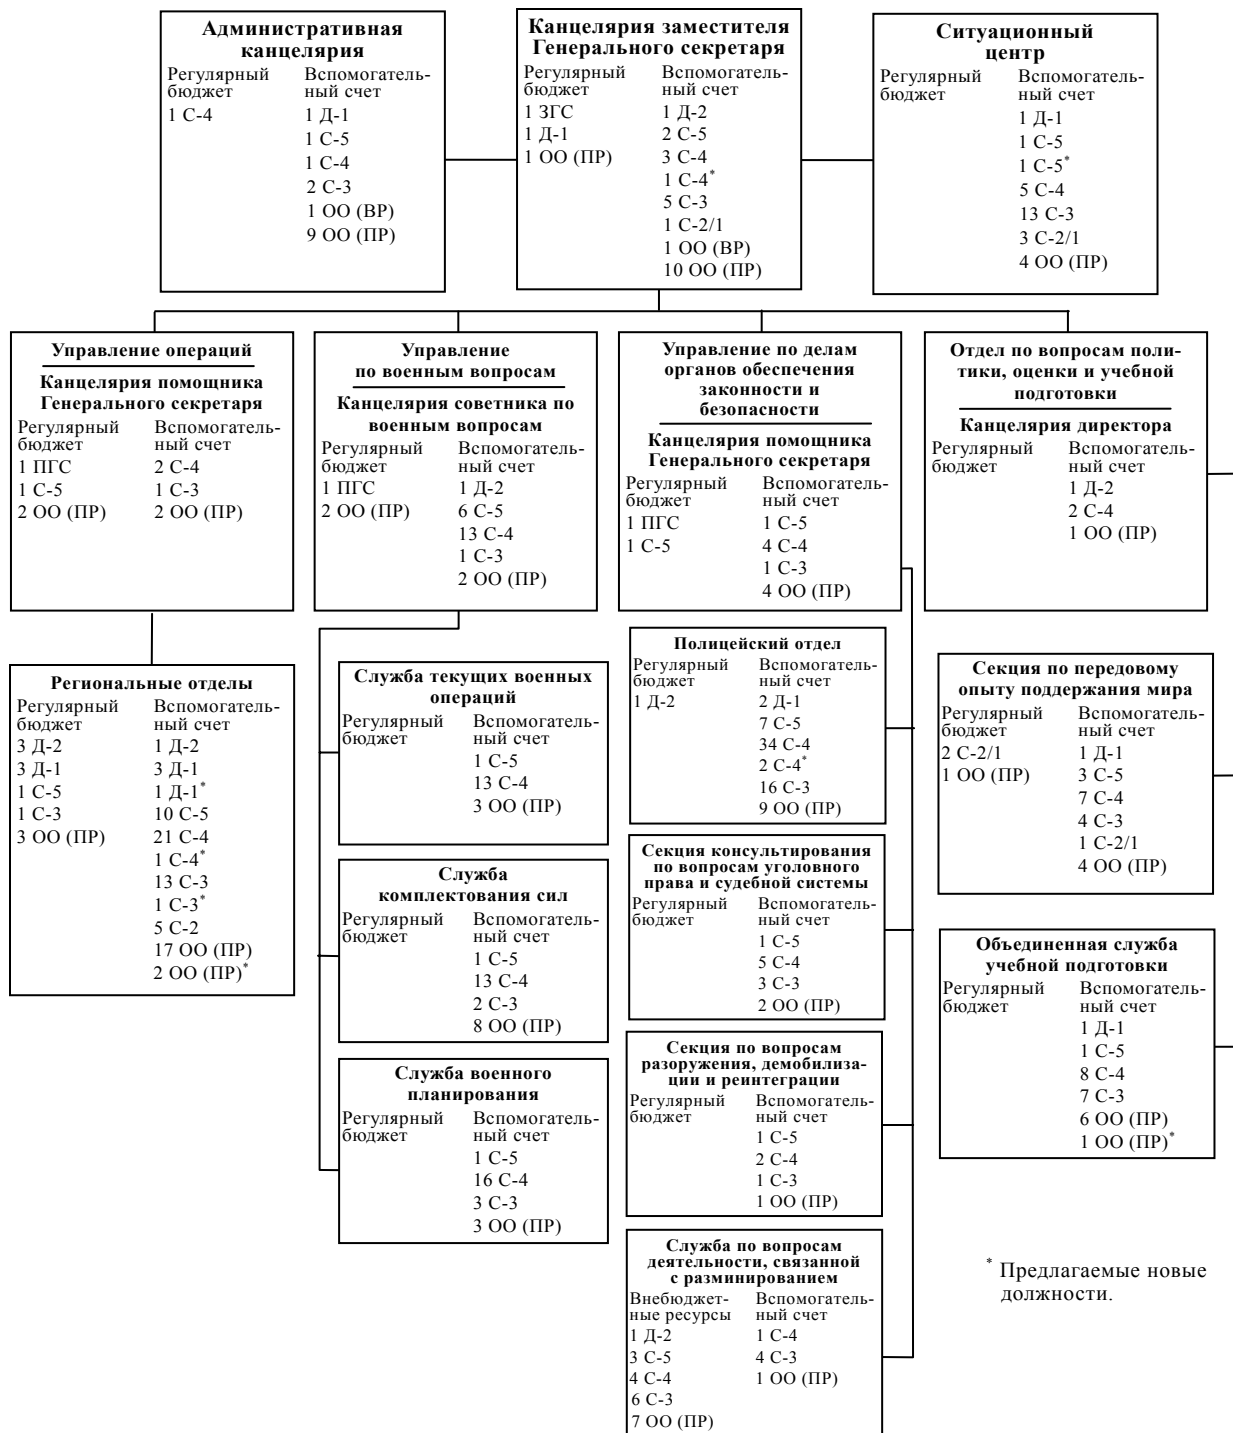 Административная
канцелярия
Регулярный
бюджет
1 С-4
Вспомогатель-
ный счет
1 Д-1
1 С-5
1 С-4
2 С-3
1 ОО (ВР)
9 ОО (ПР)
Канцелярия заместителя
Генерального секретаря
Регулярный
бюджет
1 ЗГС
1 Д-1
1 ОО (ПР)
Вспомогатель-
ный счет
1 Д-2
2 С-5
3 С-4
1 С-4*
5 С-3
1 С-2/1
1 ОО (ВР)
10 ОО (ПР)
Ситуационный
центр
Регулярный
бюджет
Вспомогатель-
ный счет
1 Д-1
1 С-5
1 С-5*
5 С-4
13 С-3
3 С-2/1
4 ОО (ПР)
Управление операций
Канцелярия помощника
Генерального секретаря
Регулярный
бюджет
1 ПГС
1 С-5
2 ОО (ПР)
Вспомогатель-
ный счет
2 С-4
1 С-3
2 ОО (ПР)
Управление
по военным вопросам
Канцелярия советника по
военным вопросам
Регулярный
бюджет
1 ПГС
2 ОО (ПР)
Вспомогатель-
ный счет
1 Д-2
6 С-5
13 С-4
1 С-3
2 ОО (ПР)
Управление по делам
органов обеспечения
законности и
безопасности
Канцелярия помощника
Генерального секретаря
Регулярный
бюджет
1 ПГС
1 С-5
Вспомогатель-
ный счет
1 С-5
4 С-4
1 С-3
4 ОО (ПР)
Отдел по вопросам поли-
тики, оценки и учебной
подготовки
Канцелярия директора
Регулярный
бюджет
Вспомогатель-
ный счет
1 Д-2
2 С-4
1 ОО (ПР)
Региональные отделы
Регулярный
бюджет
3 Д-2
3 Д-1
1 С-5
1 С-3
3 ОО (ПР)
Вспомогатель-
ный счет
1 Д-2
3 Д-1
1 Д-1*
10 С-5
21 С-4
1 С-4*
13 С-3
1 С-3*
5 С-2
17 ОО (ПР)
2 ОО (ПР)*
Служба текущих военных
операций
Регулярный
бюджет
Вспомогатель-
ный счет
1 С-5
13 С-4
3 ОО (ПР)
Служба
комплектования сил
Регулярный
бюджет
Вспомогатель-
ный счет
1 С-5
13 С-4
2 С-3
8 ОО (ПР)
Служба военного
планирования
Регулярный
бюджет
Вспомогатель-
ный счет
1 С-5
16 С-4
3 С-3
3 ОО (ПР)
Полицейский отдел
Регулярный
бюджет
1 Д-2
Вспомогатель-
ный счет
2 Д-1
7 С-5
34 С-4
2 С-4*
16 С-3
9 ОО (ПР)
Секция консультирования
по вопросам уголовного
права и судебной системы
Регулярный
бюджет
Вспомогатель-
ный счет
1 С-5
5 С-4
3 С-3
2 ОО (ПР)
Секция по вопросам
разоружения, демобилиза-
ции и реинтеграции
Регулярный
бюджет
Вспомогатель-
ный счет
1 С-5
2 С-4
1 С-3
1 ОО (ПР)
Служба по вопросам
деятельности, связанной
с разминированием
Внебюджет-
ные ресурсы
1 Д-2
3 С-5
4 С-4
6 С-3
7 ОО (ПР)
Вспомогатель-
ный счет
1 С-4
4 С-3
1 ОО (ПР)
Секция по передовому
опыту поддержания мира
Регулярный
бюджет
2 С-2/1
1 ОО (ПР)
Вспомогатель-
ный счет
1 Д-1
3 С-5
7 С-4
4 С-3
1 С-2/1
4 ОО (ПР)
Объединенная служба
учебной подготовки
Регулярный
бюджет
Вспомогатель-
ный счет
1 Д-1
1 С-5
8 С-4
7 С-3
6 ОО (ПР)
1 ОО (ПР)*
* Предлагаемые новые
должности.